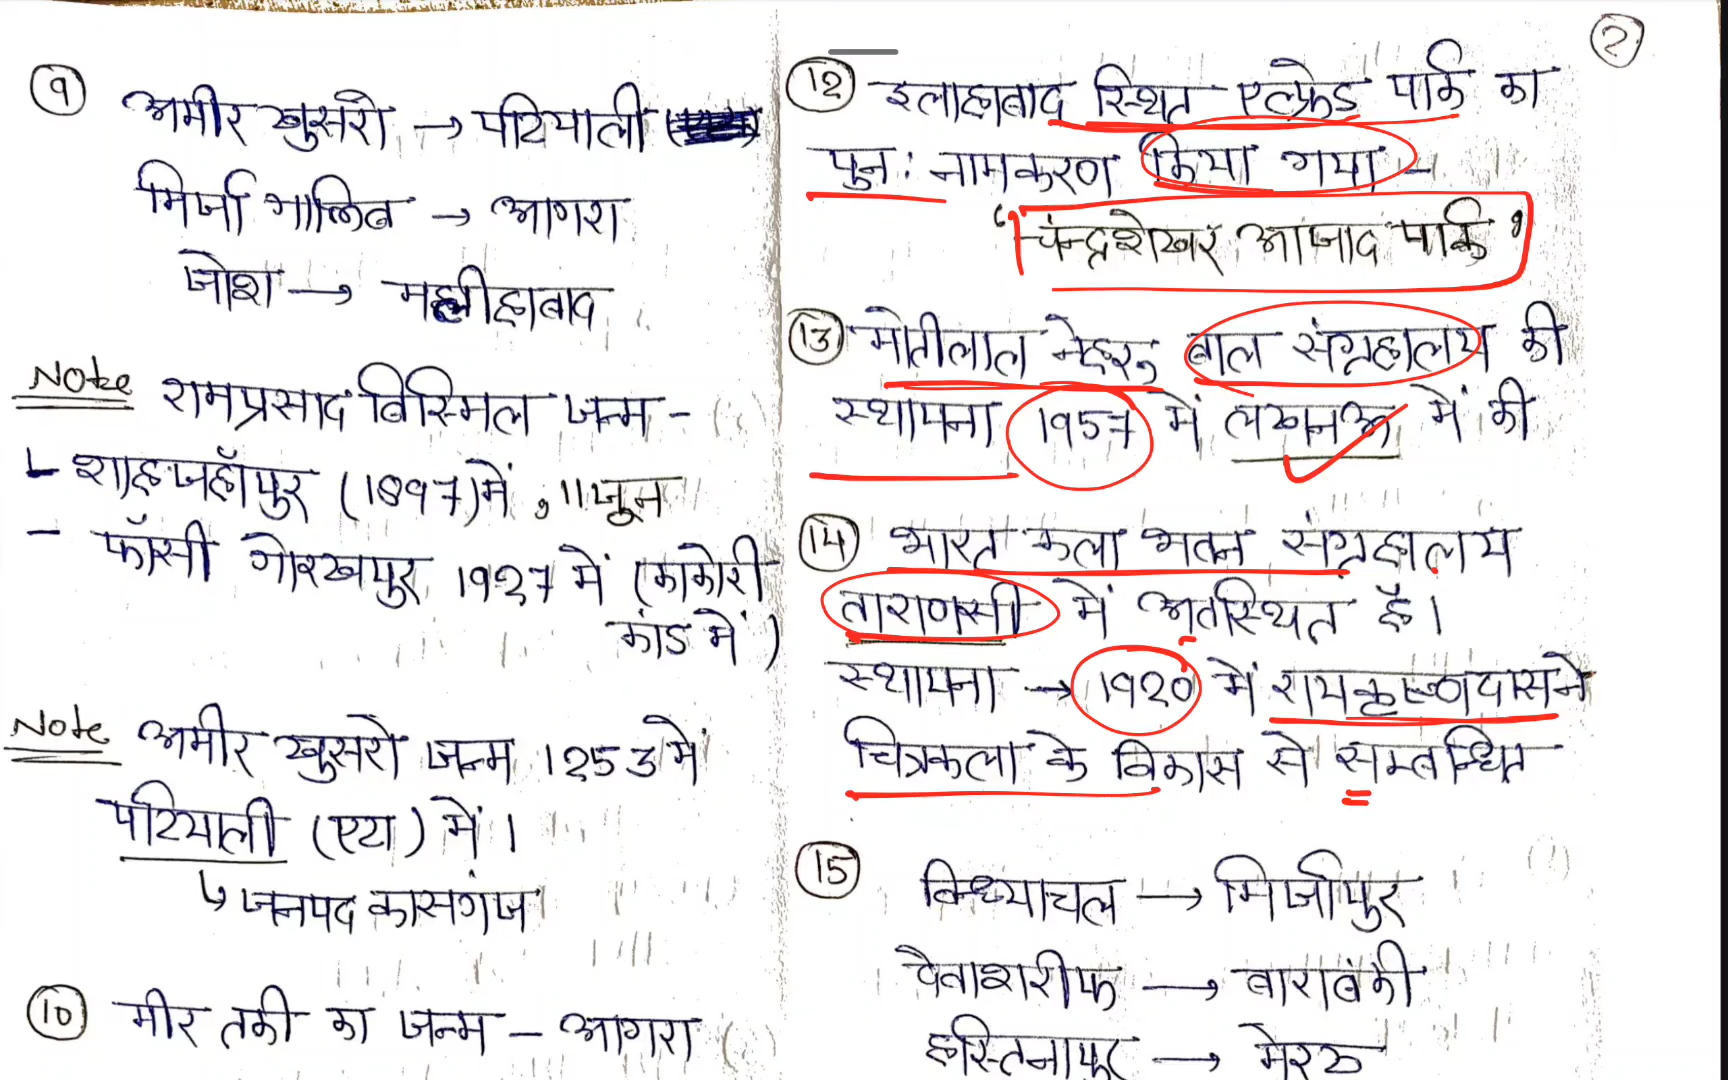 2
9 अमीर खुसरो → पटियाली
मिर्जा गालिब → आगरा
जोश → मलीहाबाद
Note रामप्रसाद बिस्मिल जन्म -
शाहजहाँपुर (1897) में, 11 जून
- फाँसी गोरखपुर 1927 में (काकोरी
कांड में)
Note अमीर खुसरो जन्म 1253 में
पटियाली (एटा) में।
↳ जनपद कासगंज
10 मीर तकी का जन्म - आगरा
12 इलाहाबाद स्थित एल्फ्रेड पार्क का
पुनः नामकरण किया गया -
'चन्द्रशेखर आजाद पार्क'
13 मोतीलाल नेहरू बाल संग्रहालय की
स्थापना 1957 में लखनऊ में की
14 भारत कला भवन संग्रहालय
वाराणसी में अवस्थित है।
स्थापना → 1920 में रायकृष्णदास ने
चित्रकला के विकास से सम्बन्धित
15 विन्ध्याचल → मिर्जापुर
देवाशरीफ → बाराबंकी
हस्तिनापुर → मेरठ